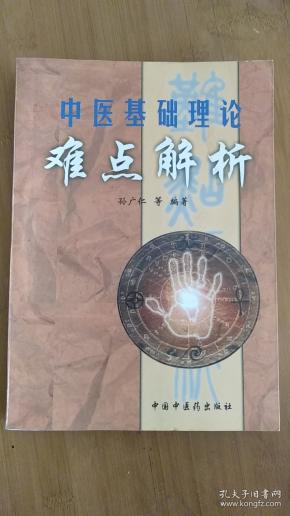 中医基础理论
难点解析
孙广仁 等 编著
中国中医药出版社
孔夫子旧书网